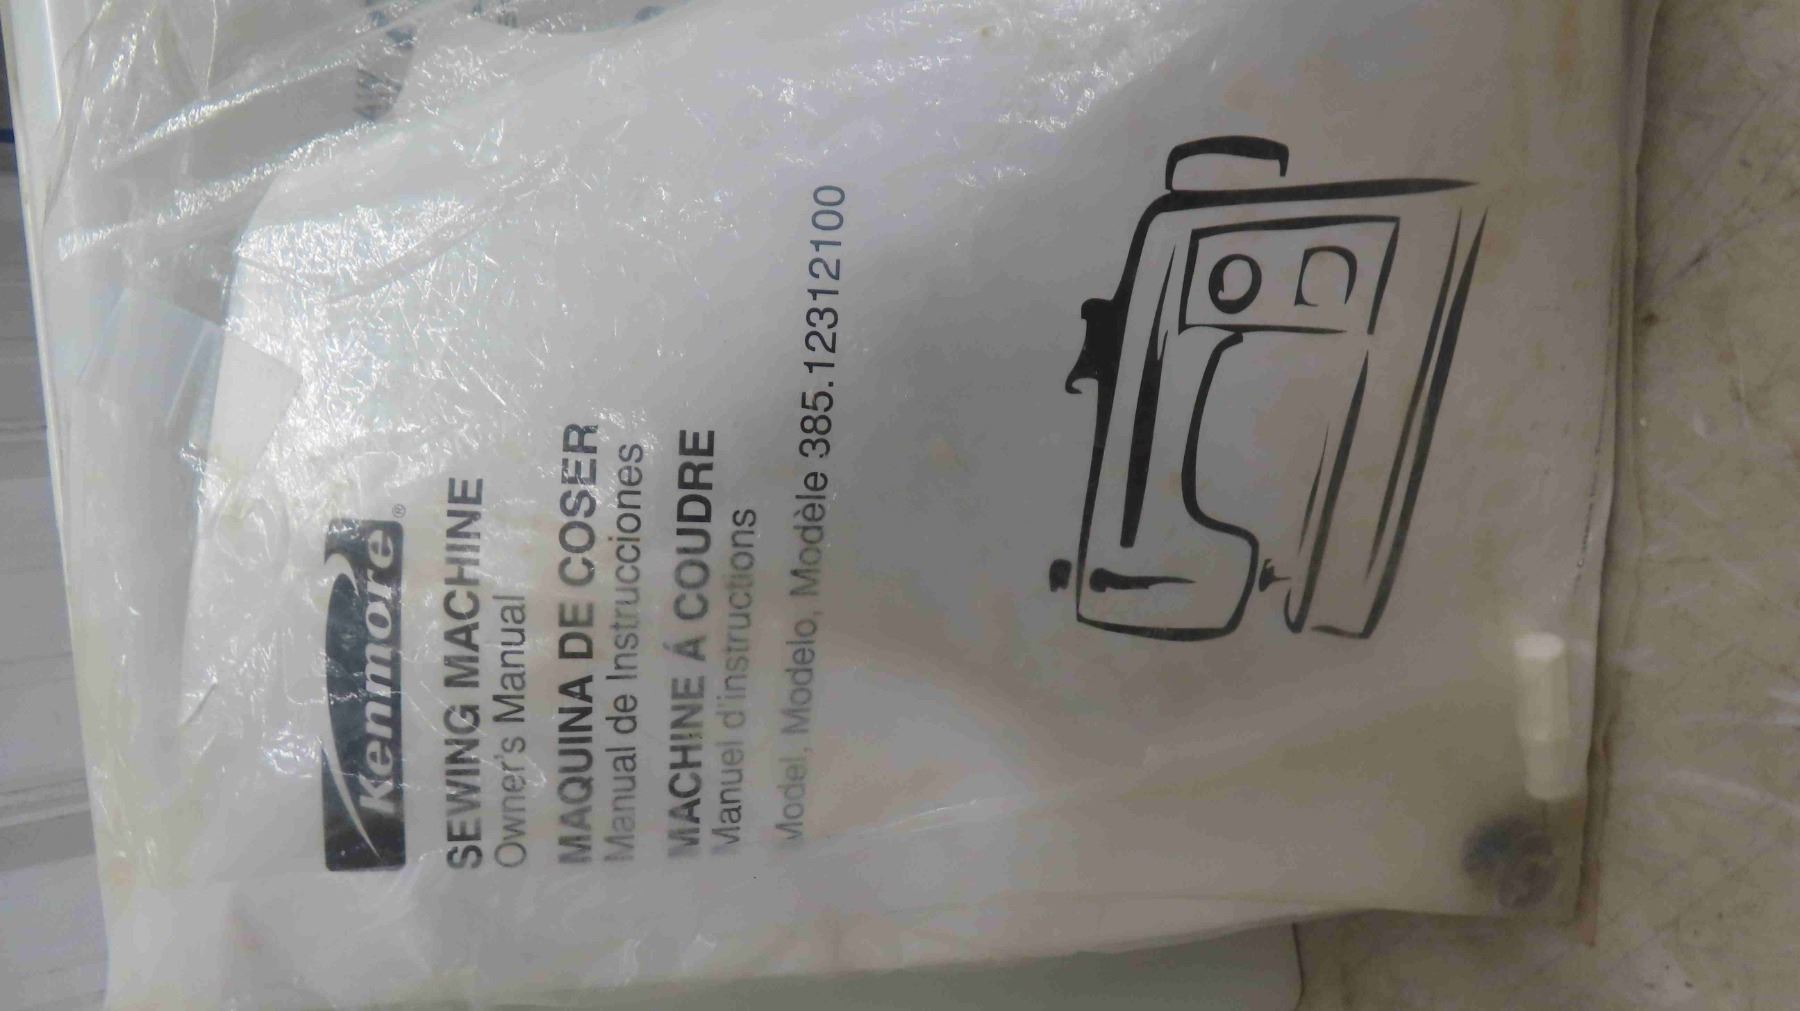 Kenmore®
SEWING MACHINE
Owner's Manual
MAQUINA DE COSER
Manual de Instrucciones
MACHINE Á COUDRE
Manuel d'instructions
Model, Modelo, Modèle 385.12312100